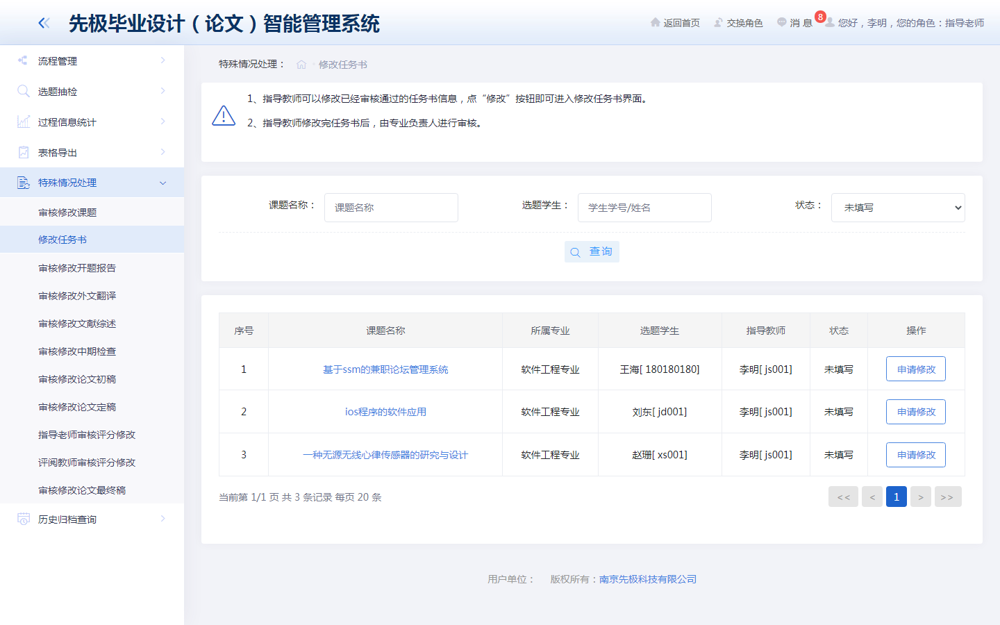 先极毕业设计（论文）智能管理系统
返回首页 交换角色 消 息 8 您好，李明，您的角色：指导老师
流程管理
选题抽检
过程信息统计
表格导出
特殊情况处理
审核修改课题
修改任务书
审核修改开题报告
审核修改外文翻译
审核修改文献综述
审核修改中期检查
审核修改论文初稿
审核修改论文定稿
指导老师审核评分修改
评阅教师审核评分修改
审核修改论文最终稿
历史归档查询
特殊情况处理： 修改任务书
1、指导教师可以修改已经审核通过的任务书信息，点“修改”按钮即可进入修改任务书界面。
2、指导教师修改完任务书后，由专业负责人进行审核。
课题名称： 课题名称 选题学生： 学生学号/姓名 状态： 未填写
查询
序号 课题名称 所属专业 选题学生 指导教师 状态 操作
1 基于ssm的兼职论坛管理系统 软件工程专业 王海[ 180180180] 李明[ js001] 未填写 申请修改
2 ios程序的软件应用 软件工程专业 刘东[ jd001] 李明[ js001] 未填写 申请修改
3 一种无源无线心律传感器的研究与设计 软件工程专业 赵珊[ xs001] 李明[ js001] 未填写 申请修改
当前第 1/1 页 共 3 条记录 每页 20 条 << < 1 > >>
用户单位： 版权所有：南京先极科技有限公司